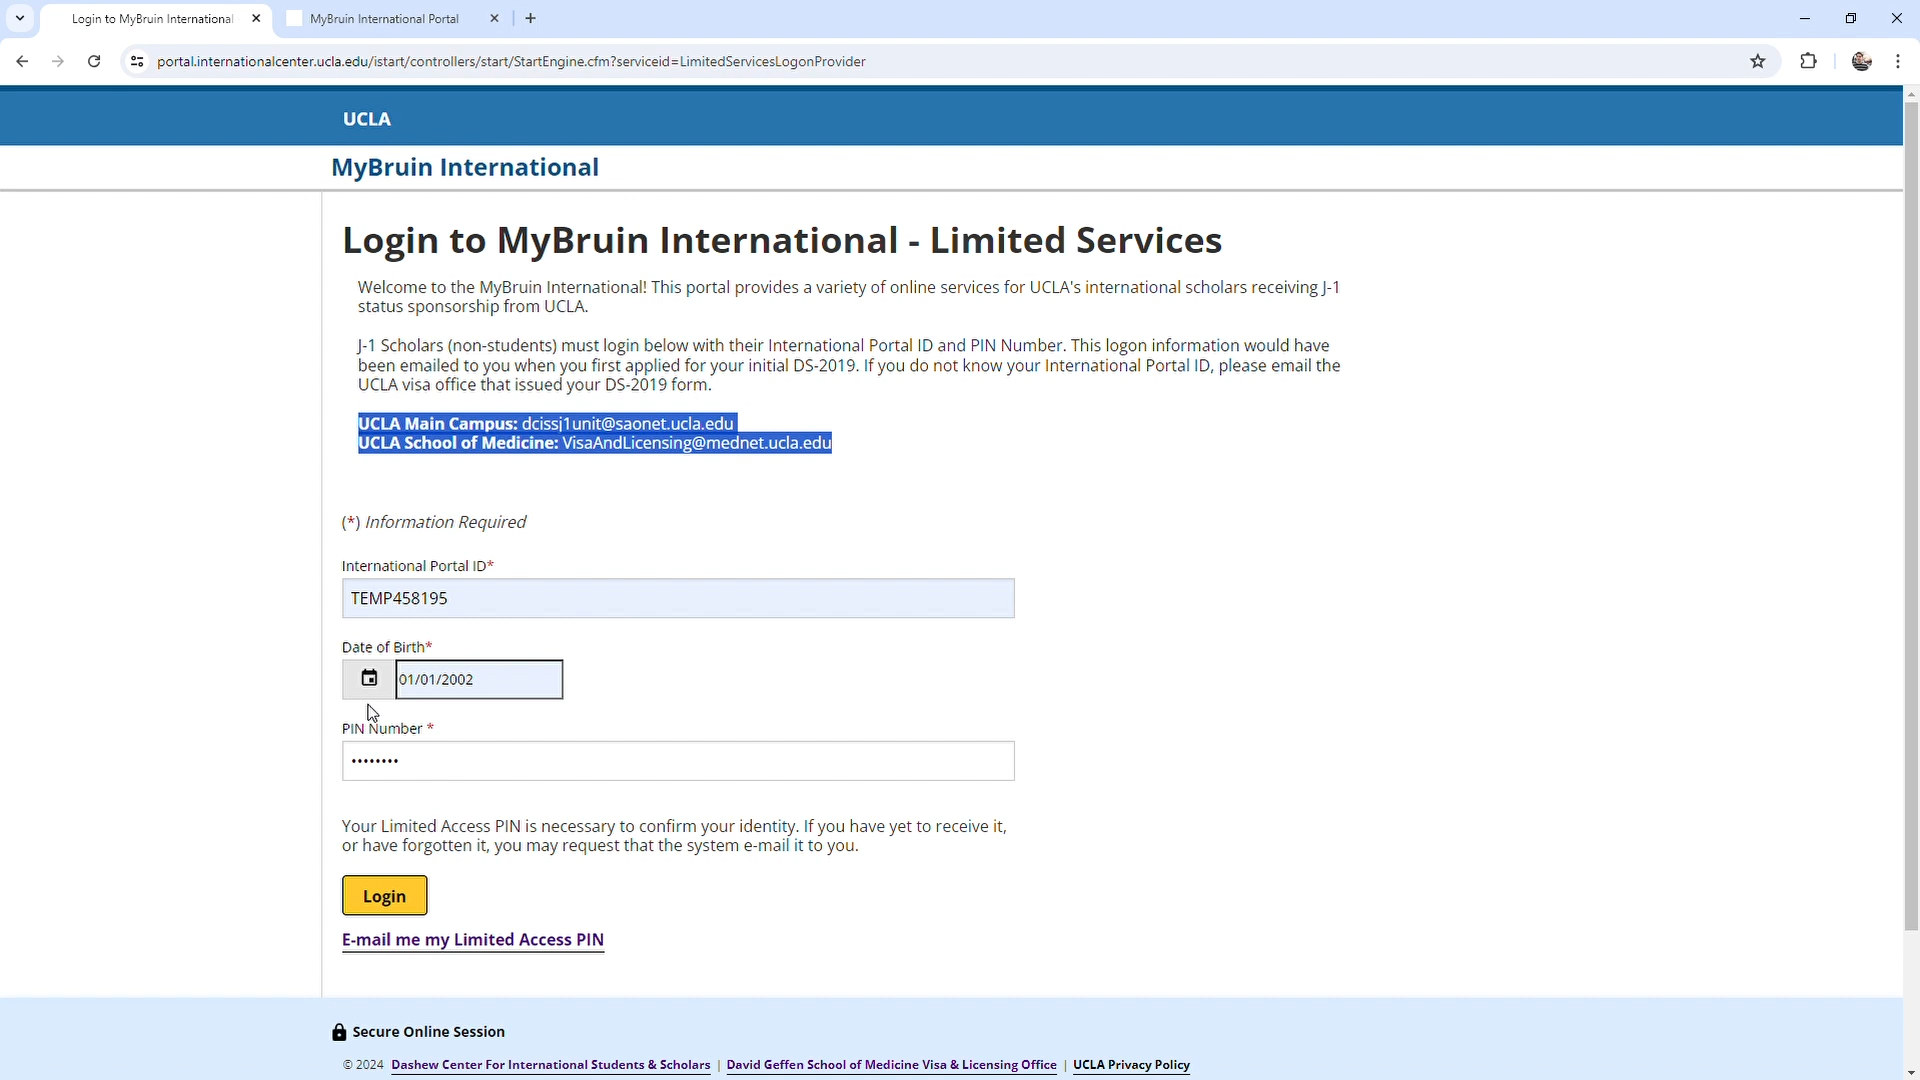 Login to MyBruin International
MyBruin International Portal
portal.internationalcenter.ucla.edu/istart/controllers/start/StartEngine.cfm?serviceid=LimitedServicesLogonProvider
UCLA
MyBruin International
Login to MyBruin International - Limited Services
Welcome to the MyBruin International! This portal provides a variety of online services for UCLA's international scholars receiving J-1
status sponsorship from UCLA.
J-1 Scholars (non-students) must login below with their International Portal ID and PIN Number. This logon information would have
been emailed to you when you first applied for your initial DS-2019. If you do not know your International Portal ID, please email the
UCLA visa office that issued your DS-2019 form.
UCLA Main Campus: dcissj1unit@saonet.ucla.edu
UCLA School of Medicine: VisaAndLicensing@mednet.ucla.edu
(*) Information Required
International Portal ID*
TEMP458195
Date of Birth*
01/01/2002
PIN Number *
••••••••
Your Limited Access PIN is necessary to confirm your identity. If you have yet to receive it,
or have forgotten it, you may request that the system e-mail it to you.
Login
E-mail me my Limited Access PIN
Secure Online Session
© 2024 Dashew Center For International Students & Scholars | David Geffen School of Medicine Visa & Licensing Office | UCLA Privacy Policy